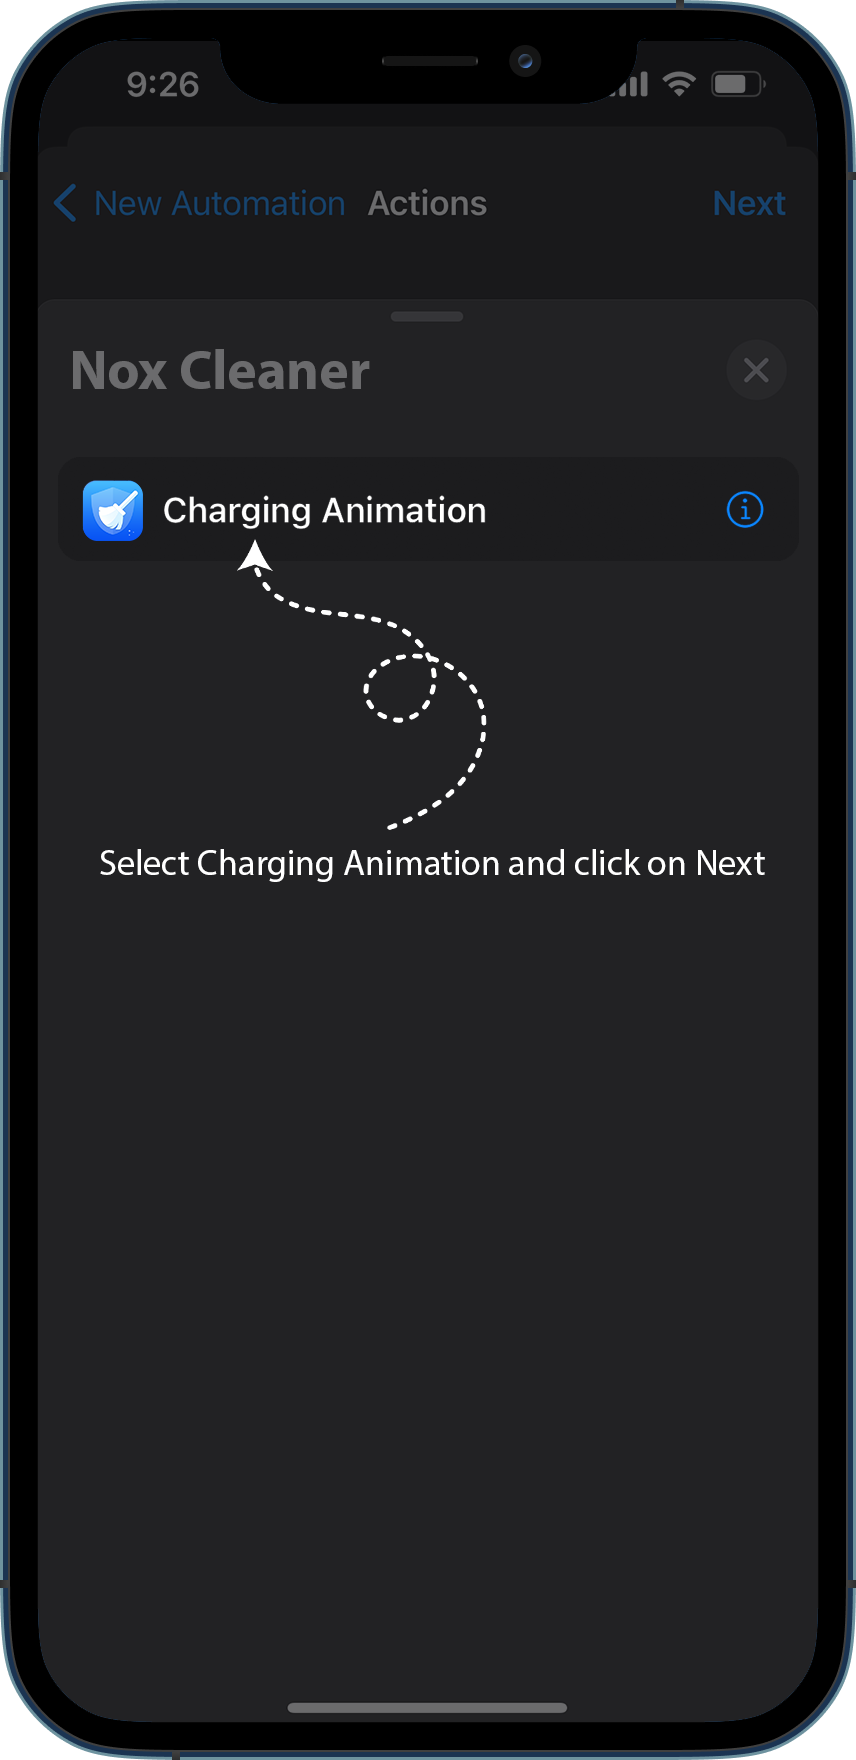 9:26
New Automation Actions Next
Nox Cleaner
Charging Animation
Select Charging Animation and click on Next